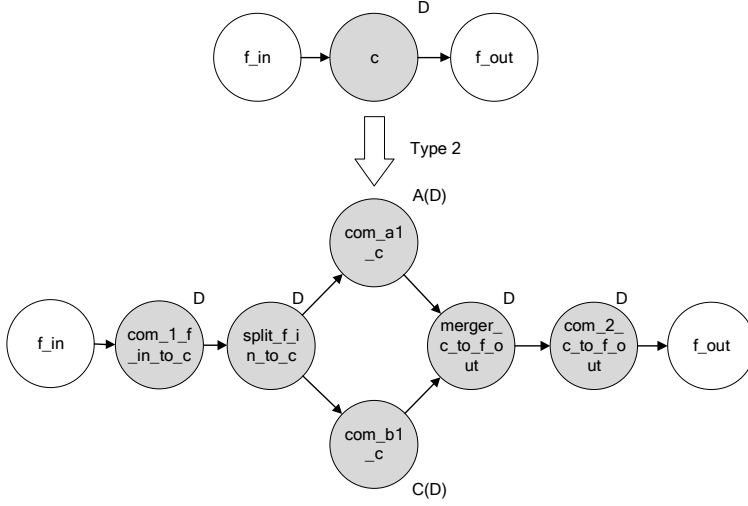 D
f_in
c
f_out
Type 2
A(D)
com_a1
_c
D
D
D
D
f_in
com_1_f
_in_to_c
split_f_i
n_to_c
merger_
c_to_f_o
ut
com_2_
c_to_f_o
ut
f_out
com_b1
_c
C(D)